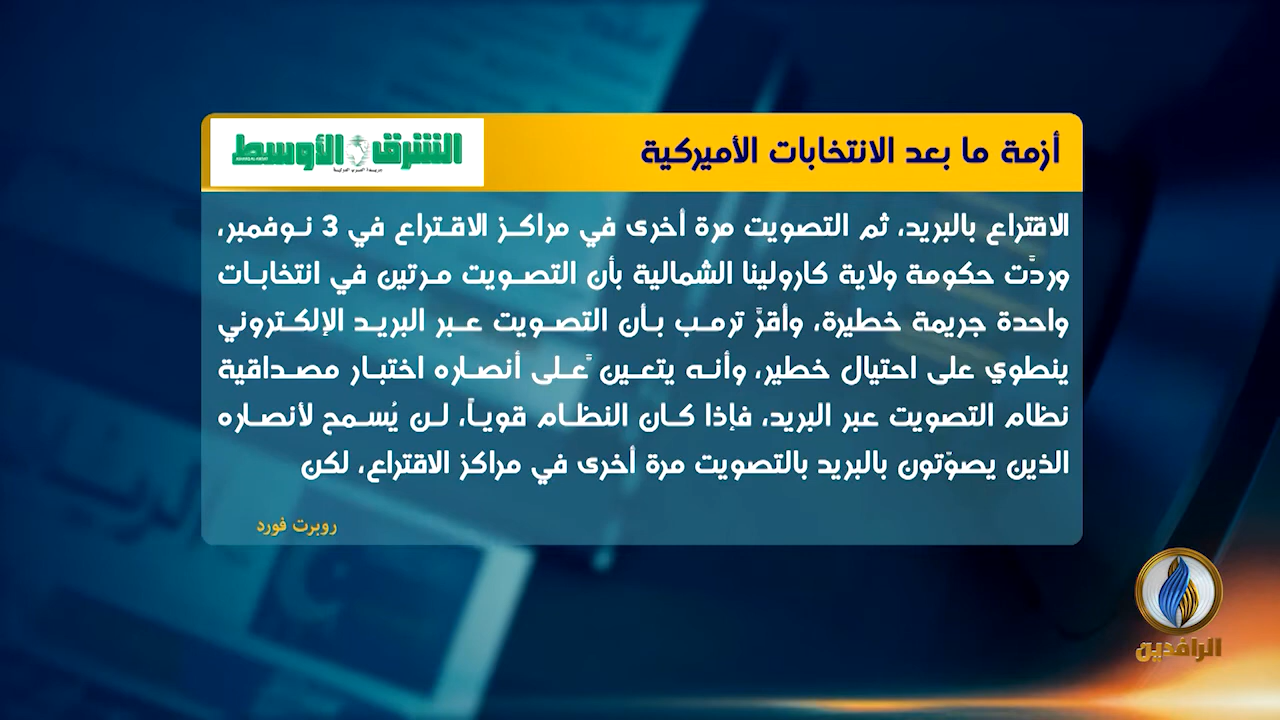 أزمة ما بعد الانتخابات الأميركية
الشرق الأوسط
الاقتراع بالبريد، ثم التصويت مرة أخرى في مراكز الاقتراع في 3 نوفمبر،
وردَّت حكومة ولاية كارولينا الشمالية بأن التصويت مرتين في انتخابات
واحدة جريمة خطيرة، وأقرَّ ترمب بأن التصويت عبر البريد الإلكتروني
ينطوي على احتيال خطير، وأنه يتعين َّعلى أنصاره اختبار مصداقية
نظام التصويت عبر البريد، فإذا كان النظام قوياً، لن يُسمح لأنصاره
الذين يصوّتون بالبريد بالتصويت مرة أخرى في مراكز الاقتراع، لكن
روبرت فورد
الرافدين